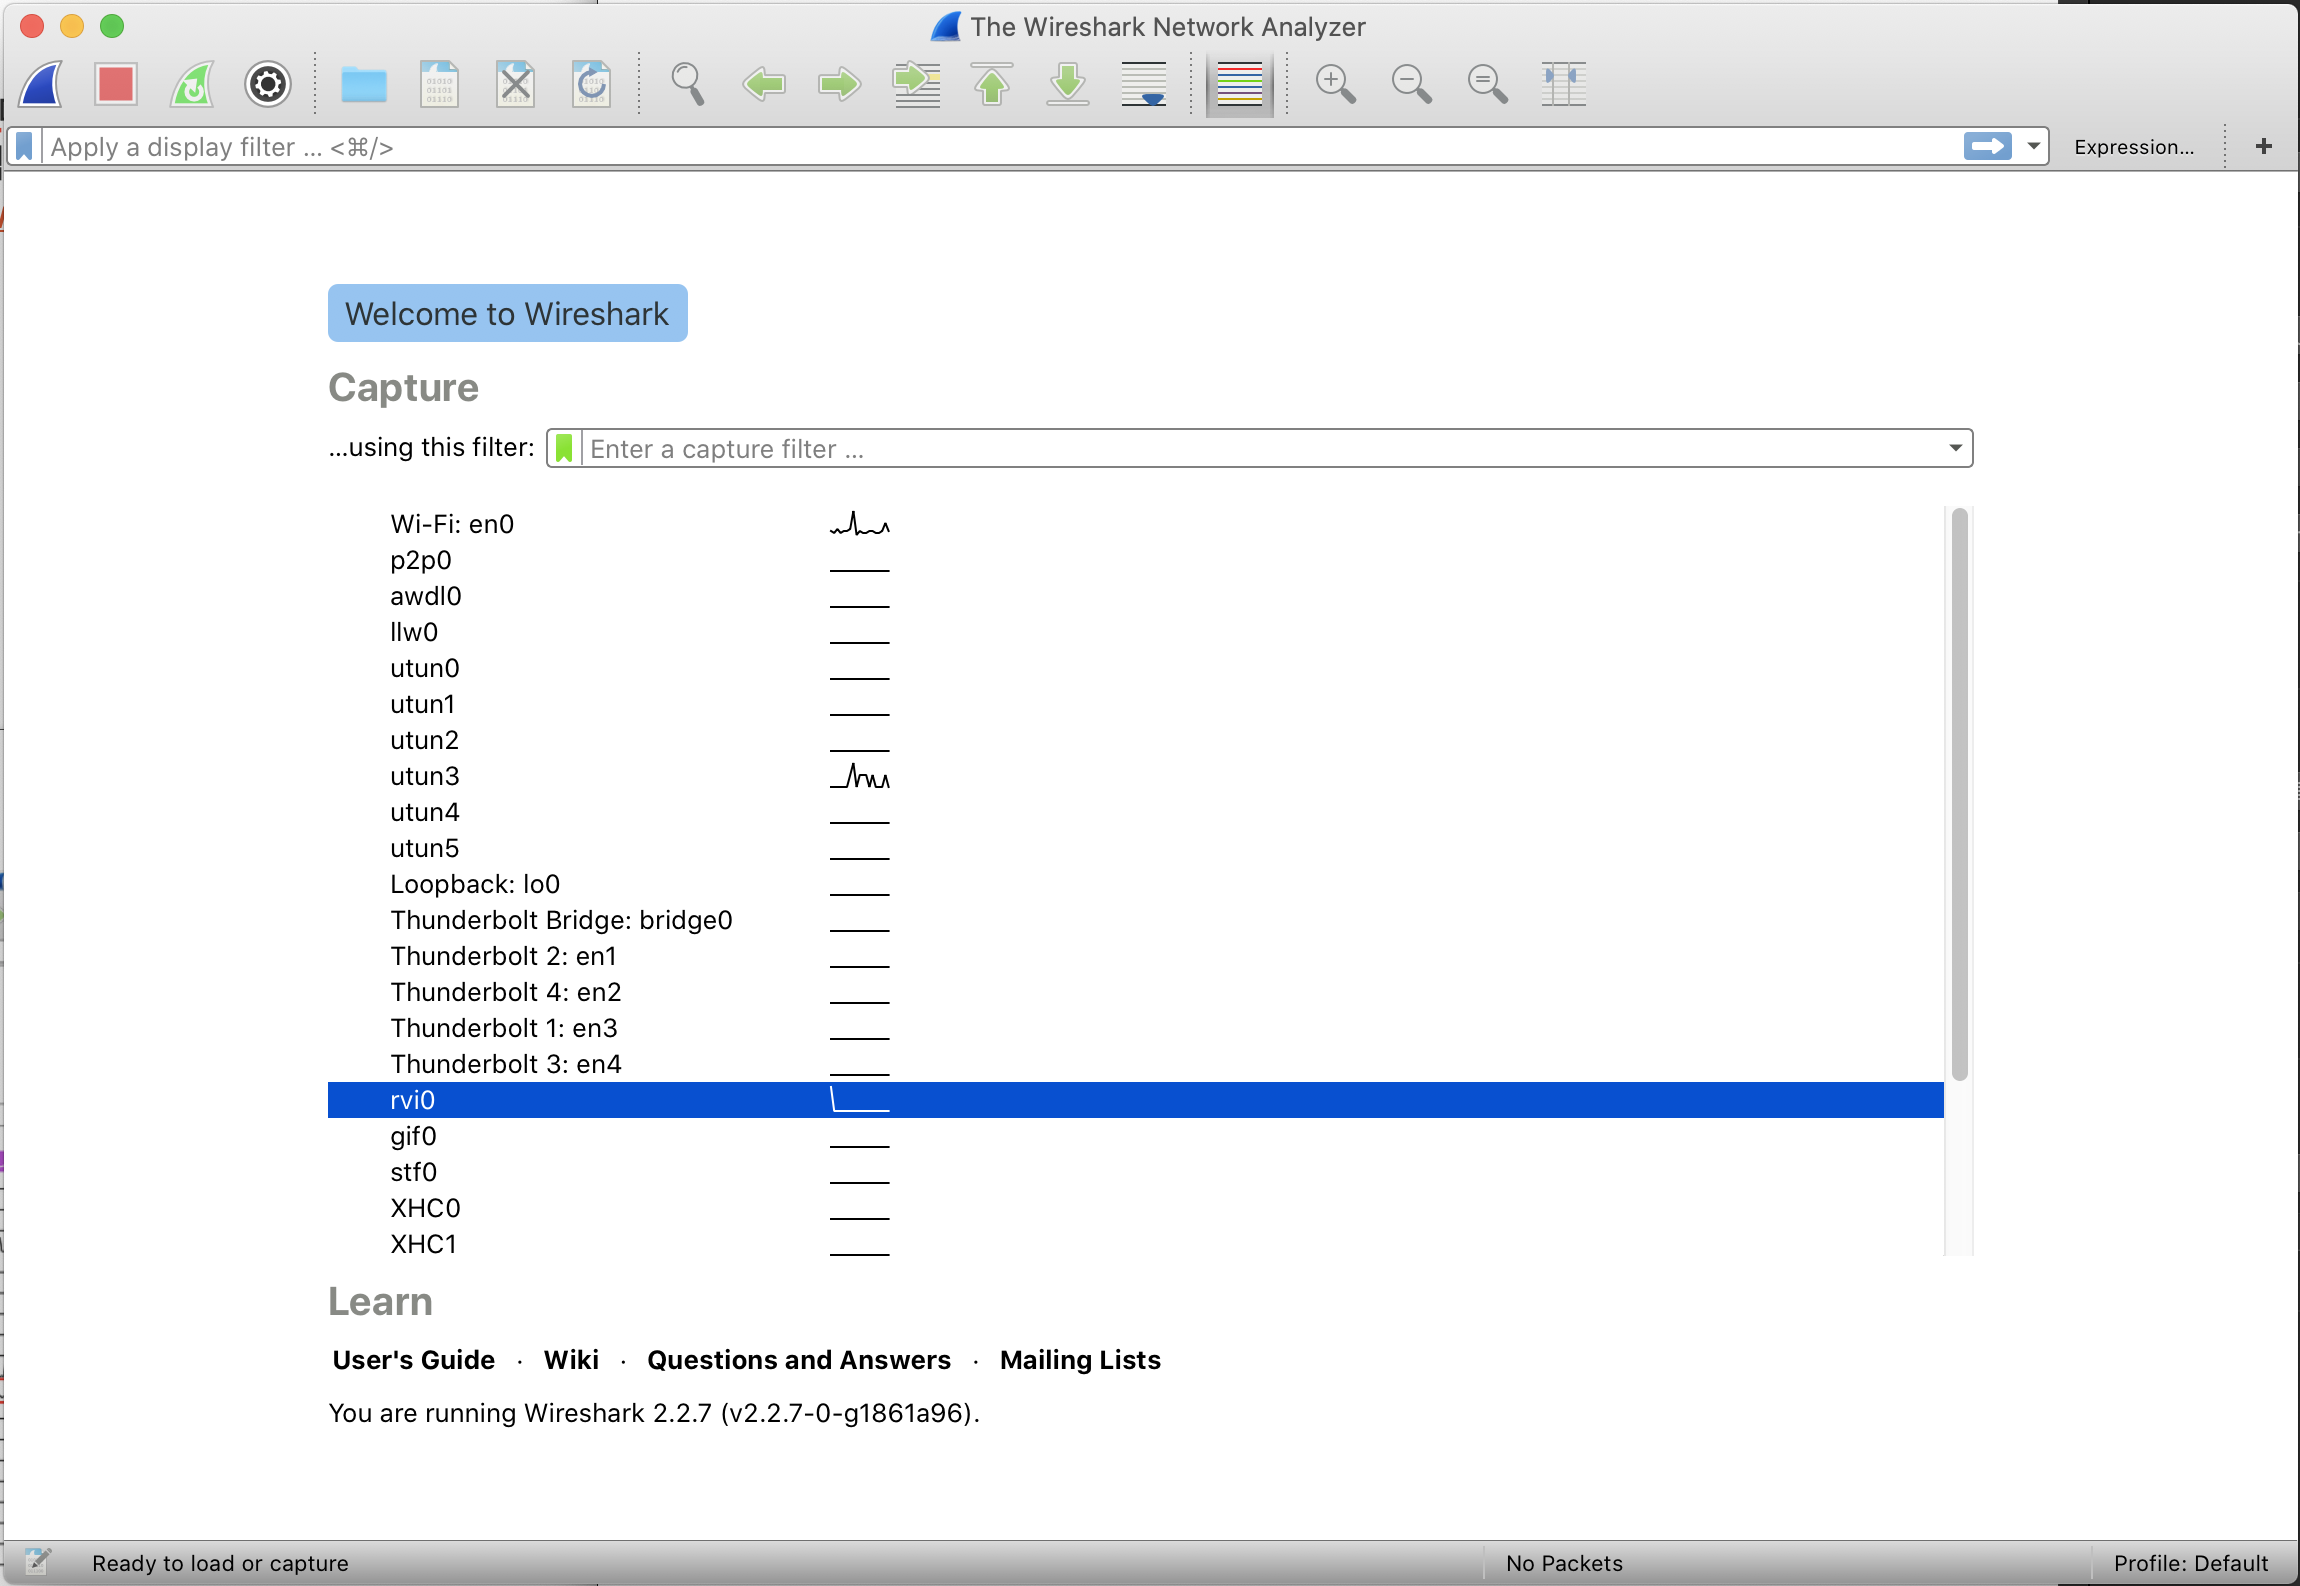 The Wireshark Network Analyzer
Apply a display filter ... <⌘/>
Expression...
+
Welcome to Wireshark
Capture
...using this filter:
Enter a capture filter ...
Wi-Fi: en0
p2p0
awdl0
llw0
utun0
utun1
utun2
utun3
utun4
utun5
Loopback: lo0
Thunderbolt Bridge: bridge0
Thunderbolt 2: en1
Thunderbolt 4: en2
Thunderbolt 1: en3
Thunderbolt 3: en4
rvi0
gif0
stf0
XHC0
XHC1
Learn
User's Guide · Wiki · Questions and Answers · Mailing Lists
You are running Wireshark 2.2.7 (v2.2.7-0-g1861a96).
Ready to load or capture
No Packets
Profile: Default